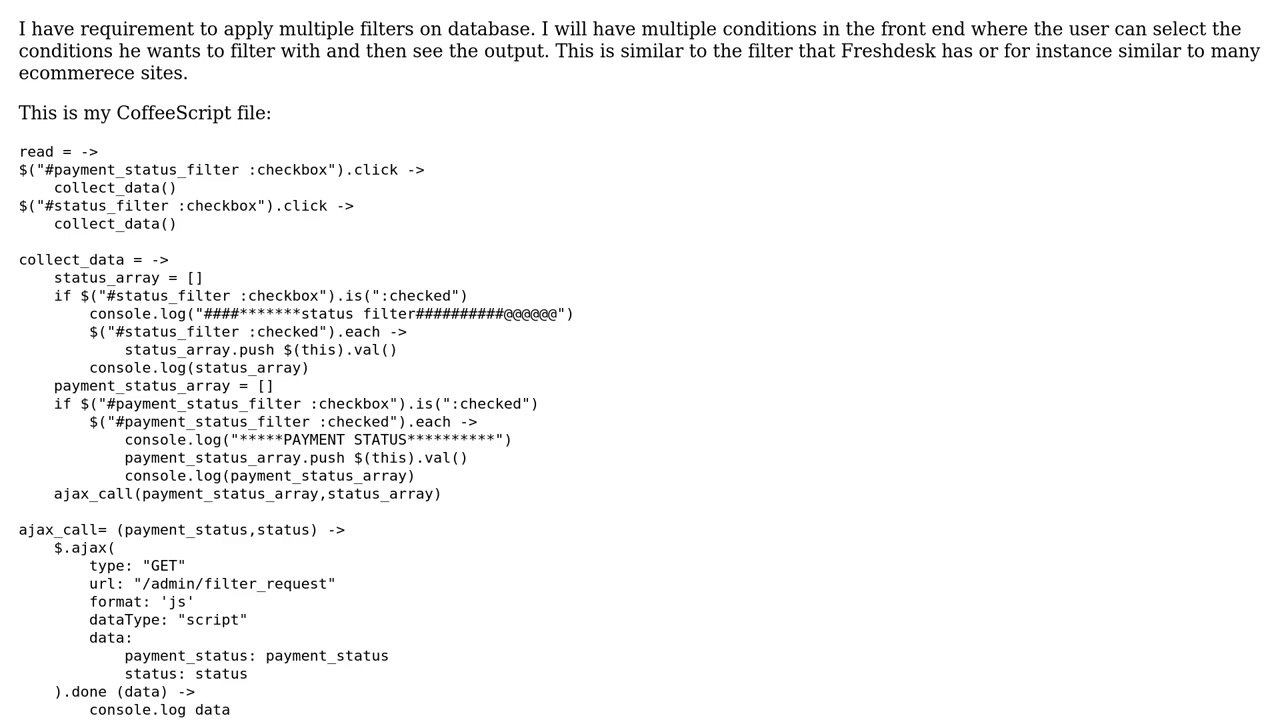 I have requirement to apply multiple filters on database. I will have multiple conditions in the front end where the user can select the
conditions he wants to filter with and then see the output. This is similar to the filter that Freshdesk has or for instance similar to many
ecommerece sites.
This is my CoffeeScript file:
read = ->
$("#payment_status_filter :checkbox").click ->
    collect_data()
$("#status_filter :checkbox").click ->
    collect_data()

collect_data = ->
    status_array = []
    if $("#status_filter :checkbox").is(":checked")
        console.log("####*******status filter##########@@@@@@")
        $("#status_filter :checked").each ->
            status_array.push $(this).val()
        console.log(status_array)
    payment_status_array = []
    if $("#payment_status_filter :checkbox").is(":checked")
        $("#payment_status_filter :checked").each ->
            console.log("*****PAYMENT STATUS**********")
            payment_status_array.push $(this).val()
            console.log(payment_status_array)
    ajax_call(payment_status_array,status_array)

ajax_call= (payment_status,status) ->
    $.ajax(
        type: "GET"
        url: "/admin/filter_request"
        format: 'js'
        dataType: "script"
        data:
            payment_status: payment_status
            status: status
    ).done (data) ->
        console.log data